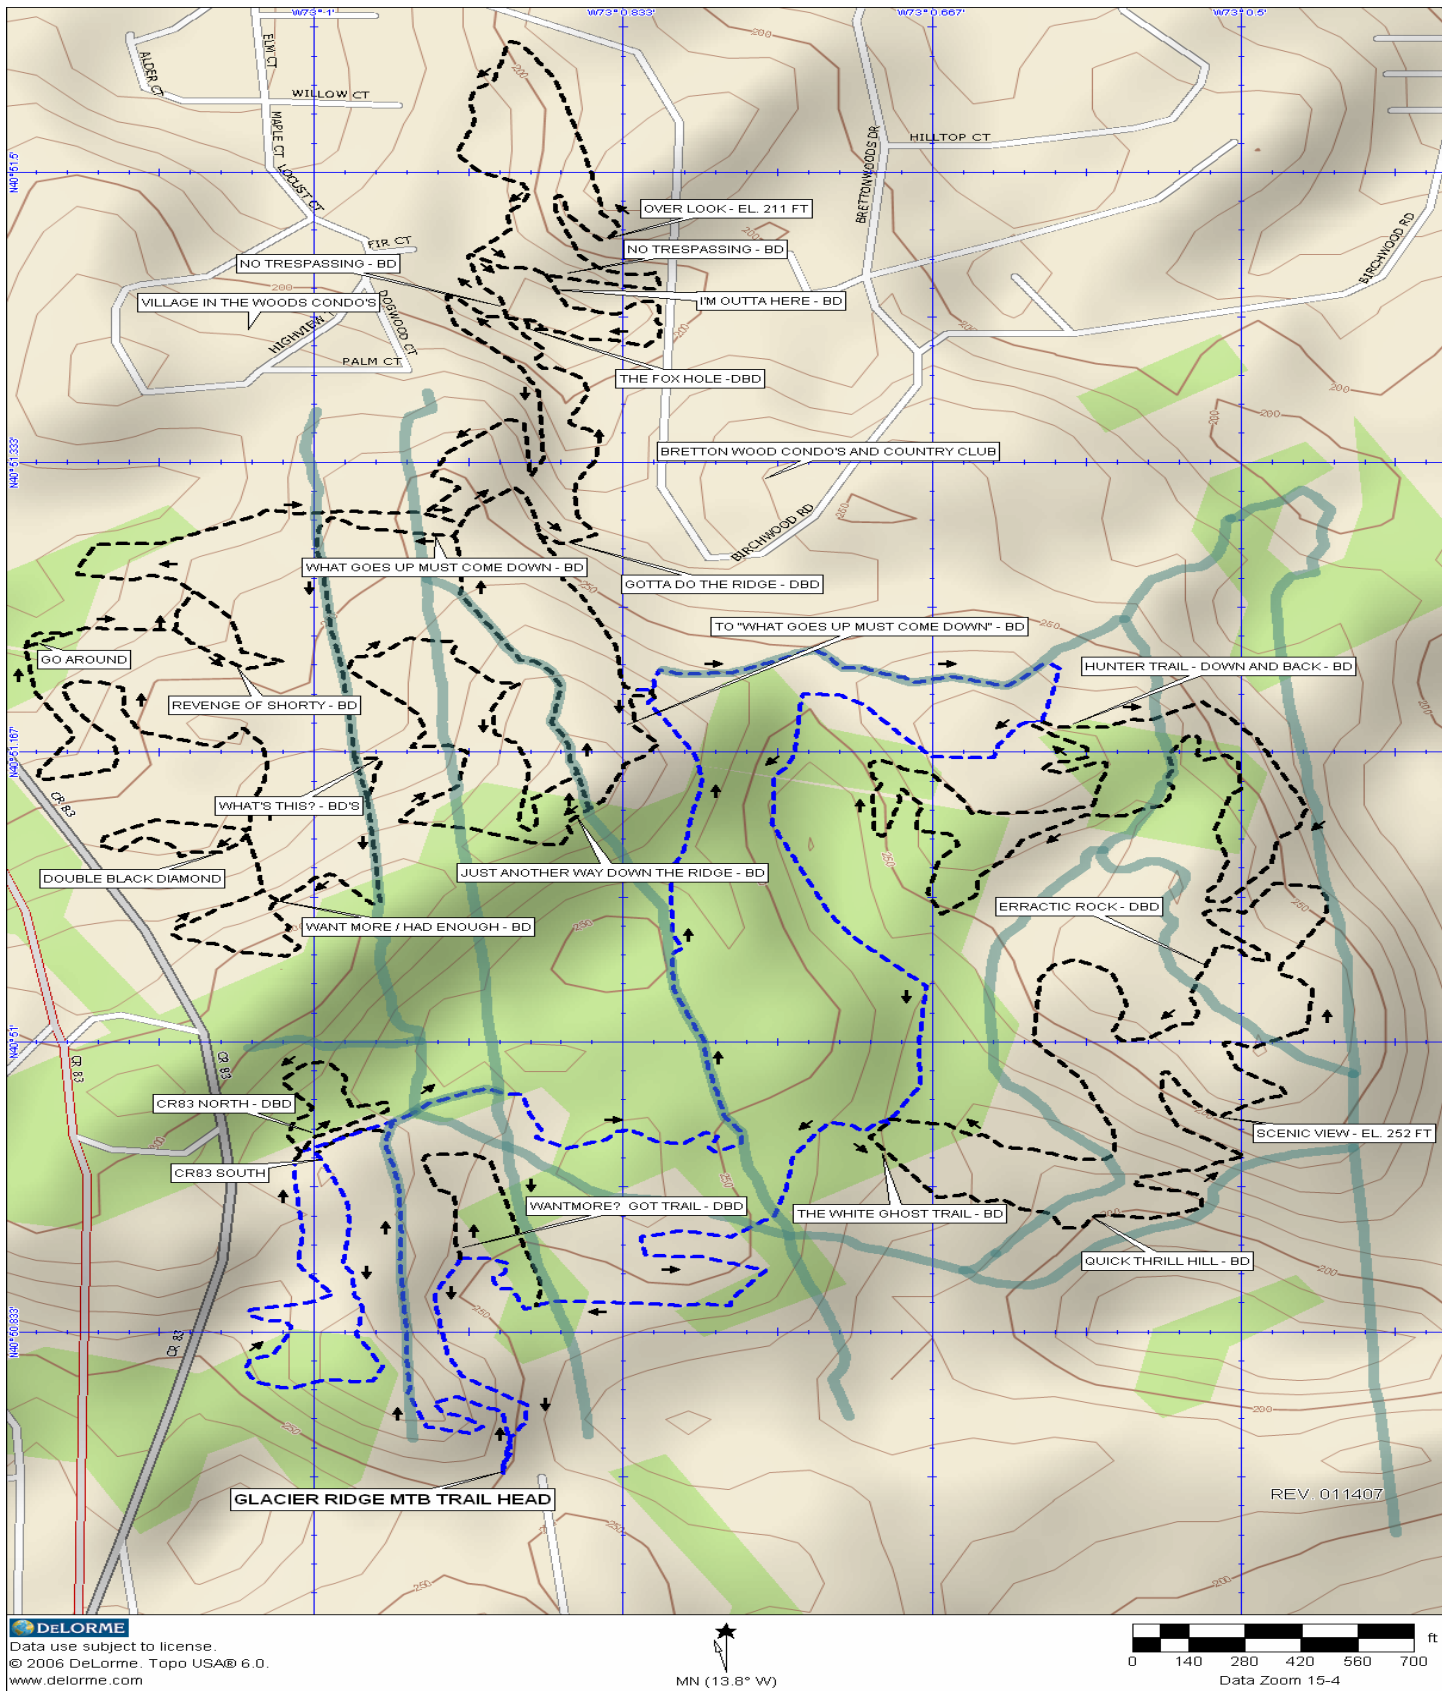 W73°1'
W73°0.833'
W73°0.667'
W73°0.5'
ALDER CT
ELM CT
WILLOW CT
MAPLE CT
LOCUST CT
FIR CT
DOGWOOD CT
PALM CT
BRETTONWOODS DR
HILLTOP CT
BIRCHWOOD RD
200
N40°51.5'
OVER LOOK - EL. 211 FT
NO TRESPASSING - BD
NO TRESPASSING - BD
I'M OUTTA HERE - BD
VILLAGE IN THE WOODS CONDO'S
THE FOX HOLE -DBD
N40°51.333'
BRETTON WOOD CONDO'S AND COUNTRY CLUB
BIRCHWOOD RD
WHAT GOES UP MUST COME DOWN - BD
GOTTA DO THE RIDGE - DBD
TO "WHAT GOES UP MUST COME DOWN" - BD
GO AROUND
HUNTER TRAIL - DOWN AND BACK - BD
REVENGE OF SHORTY - BD
N40°51.167'
CR 83
WHAT'S THIS? - BD'S
DOUBLE BLACK DIAMOND
JUST ANOTHER WAY DOWN THE RIDGE - BD
ERRACTIC ROCK - DBD
WANT MORE / HAD ENOUGH - BD
250
N40°51'
CR 83
CR 83
CR83 NORTH - DBD
SCENIC VIEW - EL. 252 FT
CR83 SOUTH
WANTMORE? GOT TRAIL - DBD
THE WHITE GHOST TRAIL - BD
QUICK THRILL HILL - BD
N40°50.833'
CR 83
GLACIER RIDGE MTB TRAIL HEAD
REV. 011407
DELORME
Data use subject to license.
© 2006 DeLorme. Topo USA® 6.0.
www.delorme.com
MN (13.8° W)
ft
0 140 280 420 560 700
Data Zoom 15-4